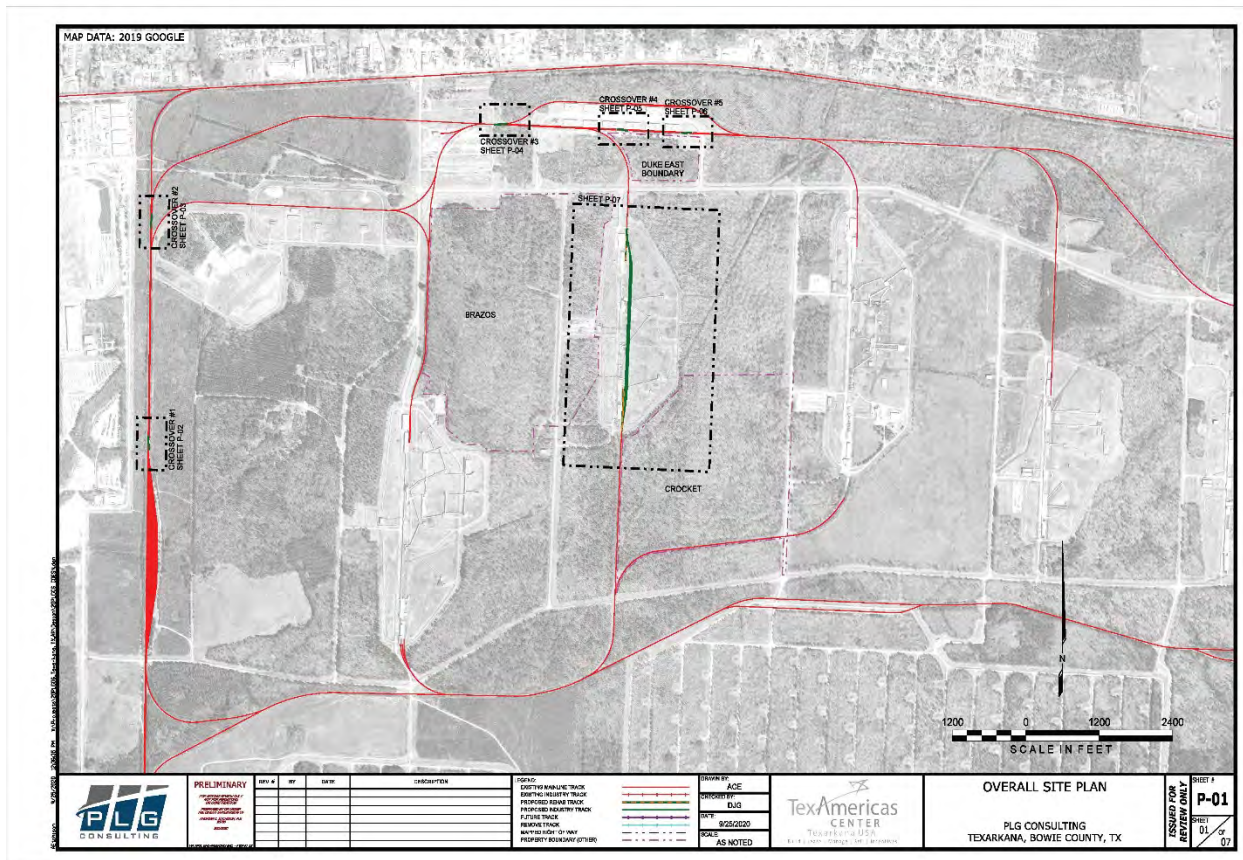 MAP DATA: 2019 GOOGLE
CROSSOVER #4
SHEET P-05
CROSSOVER #5
SHEET P-06
CROSSOVER #3
SHEET P-04
DUKE EAST
BOUNDARY
CROSSOVER #2
SHEET P-03
SHEET P-07
BRAZOS
CROSSOVER #1
SHEET P-02
CROCKET
N
1200 0 1200 2400
SCALE IN FEET
PLG
CONSULTING
PRELIMINARY
REV # BY DATE DESCRIPTION
LEGEND:
EXISTING MAINLINE TRACK
EXISTING INDUSTRY TRACK
PROPOSED REHAB TRACK
PROPOSED INDUSTRY TRACK
FUTURE TRACK
REMOVE TRACK
MAPPED RIGHT OF WAY
PROPERTY BOUNDARY (OTHER)
DRAWN BY:
ACE
CHECKED BY:
DJG
DATE:
9/25/2020
SCALE:
AS NOTED
TexAmericas
CENTER
Texarkana USA
OVERALL SITE PLAN
PLG CONSULTING
TEXARKANA, BOWIE COUNTY, TX
ISSUED FOR
REVIEW ONLY
SHEET #
P-01
SHEET
01 OF 07